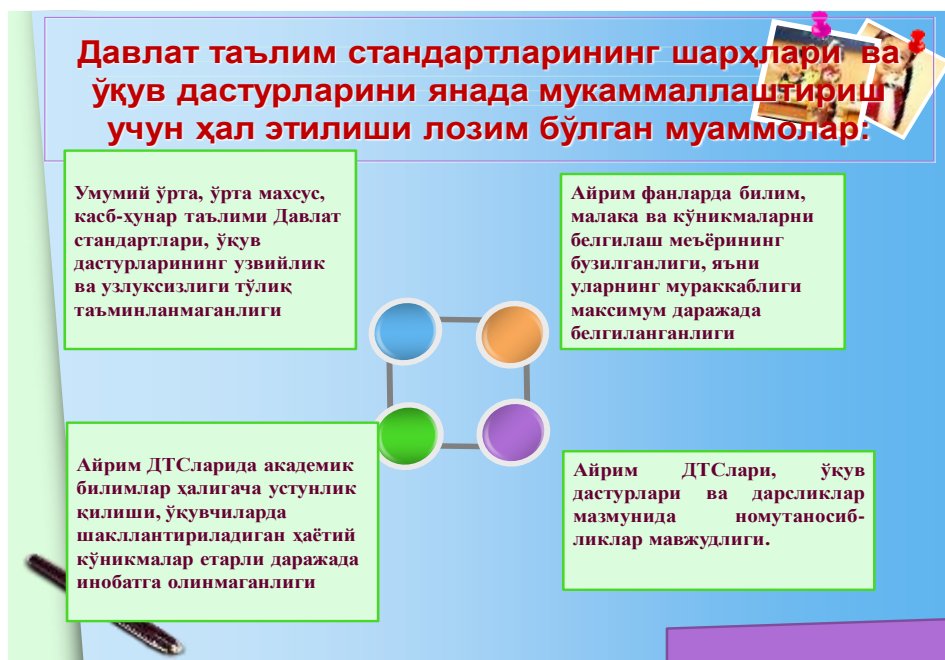 Давлат таълим стандартларининг шарҳлари ва
ўқув дастурларини янада мукаммаллаштириш
учун ҳал этилиши лозим бўлган муаммолар:
Умумий ўрта, ўрта махсус,
касб-ҳунар таълими Давлат
стандартлари, ўқув
дастурларининг узвийлик
ва узлуксизлиги тўлиқ
таъминланмаганлиги
Айрим фанларда билим,
малака ва кўникмаларни
белгилаш меъёрининг
бузилганлиги, яъни
уларнинг мураккаблиги
максимум даражада
белгиланганлиги
Айрим ДТСларида академик
билимлар ҳалигача устунлик
қилиши, ўқувчиларда
шакллантириладиган ҳаётий
кўникмалар етарли даражада
инобатга олинмаганлиги
Айрим ДТСлари, ўқув
дастурлари ва дарсликлар
мазмунида номутаносиб-
ликлар мавжудлиги.